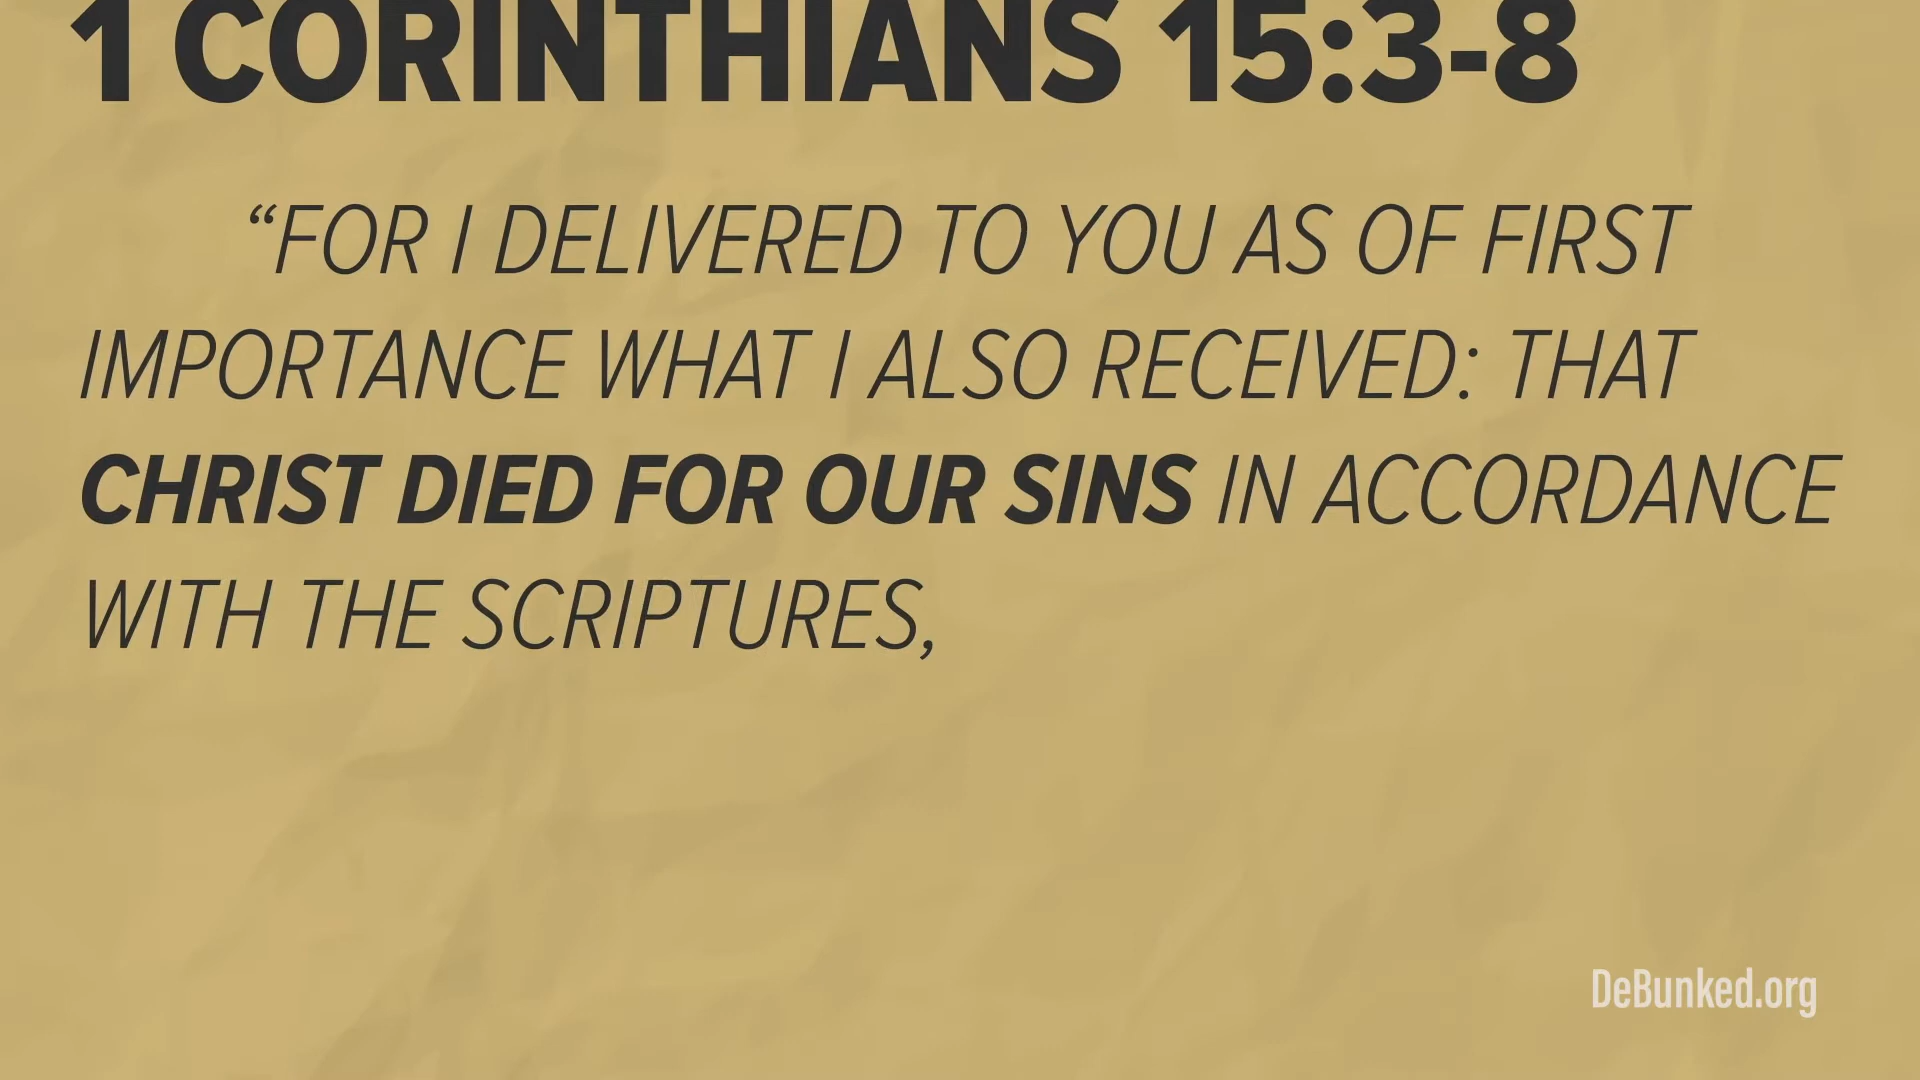 1 CORINTHIANS 15:3-8
“FOR I DELIVERED TO YOU AS OF FIRST
IMPORTANCE WHAT I ALSO RECEIVED: THAT
CHRIST DIED FOR OUR SINS IN ACCORDANCE
WITH THE SCRIPTURES,
DeBunked.org